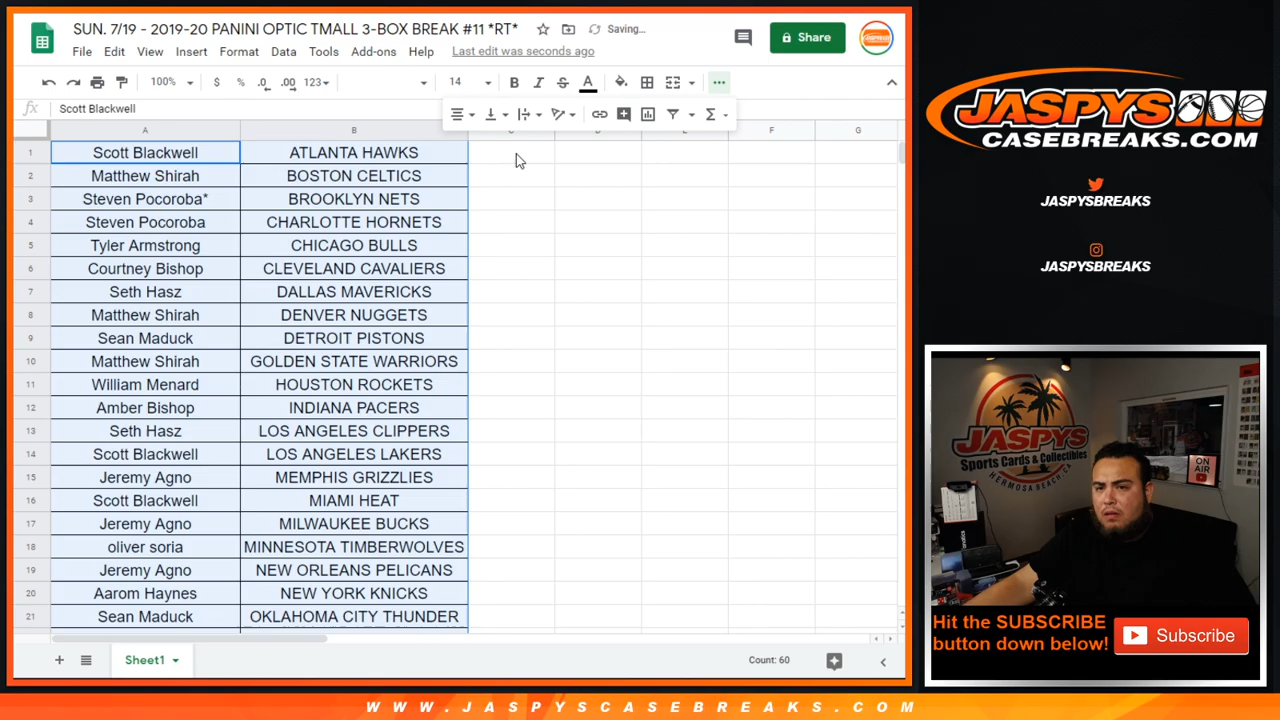 SUN. 7/19 - 2019-20 PANINI OPTIC TMALL 3-BOX BREAK #11 *RT*
Saving...
File Edit View Insert Format Data Tools Add-ons Help Last edit was seconds ago
Share
100% $ % .0 .00 123 14 B I S A
fx Scott Blackwell
A B C D E F G
1 Scott Blackwell ATLANTA HAWKS
2 Matthew Shirah BOSTON CELTICS
3 Steven Pocoroba* BROOKLYN NETS
4 Steven Pocoroba CHARLOTTE HORNETS
5 Tyler Armstrong CHICAGO BULLS
6 Courtney Bishop CLEVELAND CAVALIERS
7 Seth Hasz DALLAS MAVERICKS
8 Matthew Shirah DENVER NUGGETS
9 Sean Maduck DETROIT PISTONS
10 Matthew Shirah GOLDEN STATE WARRIORS
11 William Menard HOUSTON ROCKETS
12 Amber Bishop INDIANA PACERS
13 Seth Hasz LOS ANGELES CLIPPERS
14 Scott Blackwell LOS ANGELES LAKERS
15 Jeremy Agno MEMPHIS GRIZZLIES
16 Scott Blackwell MIAMI HEAT
17 Jeremy Agno MILWAUKEE BUCKS
18 oliver soria MINNESOTA TIMBERWOLVES
19 Jeremy Agno NEW ORLEANS PELICANS
20 Aarom Haynes NEW YORK KNICKS
21 Sean Maduck OKLAHOMA CITY THUNDER
Sheet1
Count: 60
JASPYS
CASEBREAKS.COM
JASPYSBREAKS
JASPYSBREAKS
JASPYS
Sports Cards & Collectibles
HERMOSA BEACH, CA
ON
AIR
Hit the SUBSCRIBE
button down below!
Subscribe
WWW.JASPYSCASEBREAKS.COM